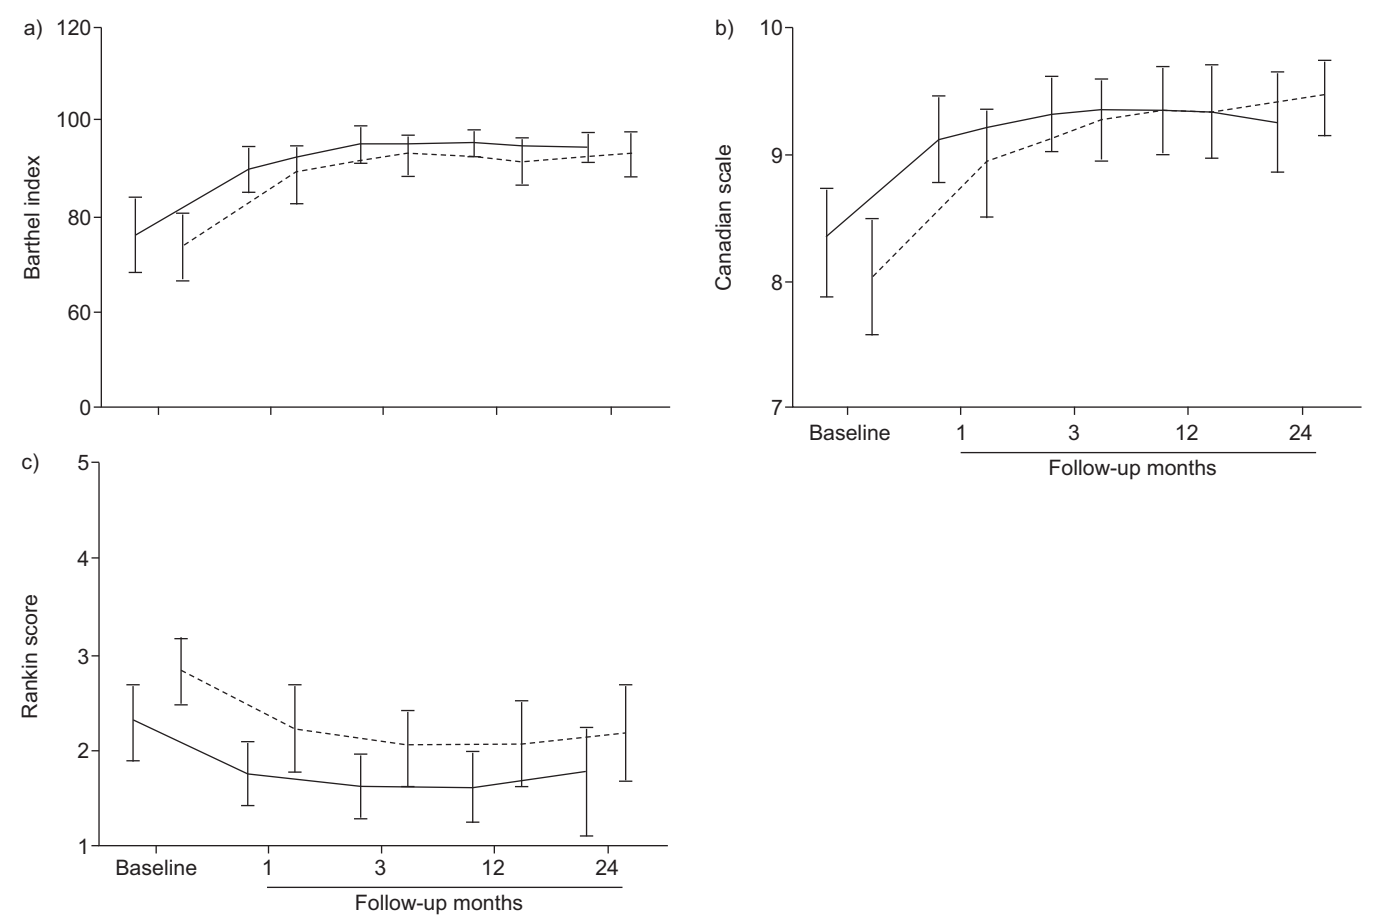 a)
120
100
80
60
0
Barthel index
b)
10
9
8
7
Canadian scale
Baseline 1 3 12 24
Follow-up months
c)
5
4
3
2
1
Rankin score
Baseline 1 3 12 24
Follow-up months